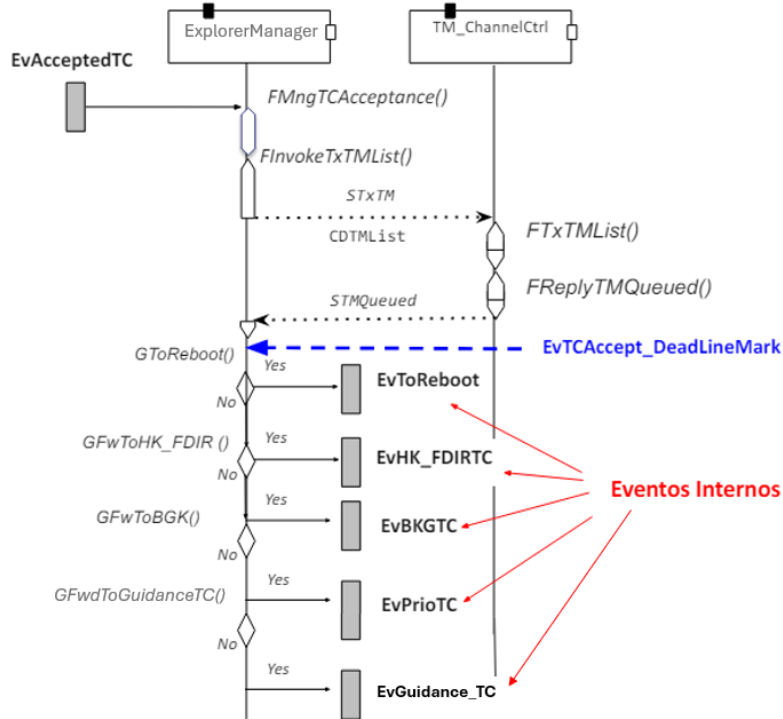 ExplorerManager
TM_ChannelCtrl
EvAcceptedTC
FMngTCAcceptance()
FInvokeTxTMList()
STxTM
CDTMList
FTxTMList()
FReplyTMQueued()
STMQueued
GToReboot()
EvTCAccept_DeadLineMark
Yes
EvToReboot
No
GFwToHK_FDIR ()
Yes
EvHK_FDIRTC
No
Eventos Internos
GFwToBGK()
Yes
EvBKGTC
No
Yes
GFwdToGuidanceTC()
EvPrioTC
No
Yes
EvGuidance_TC